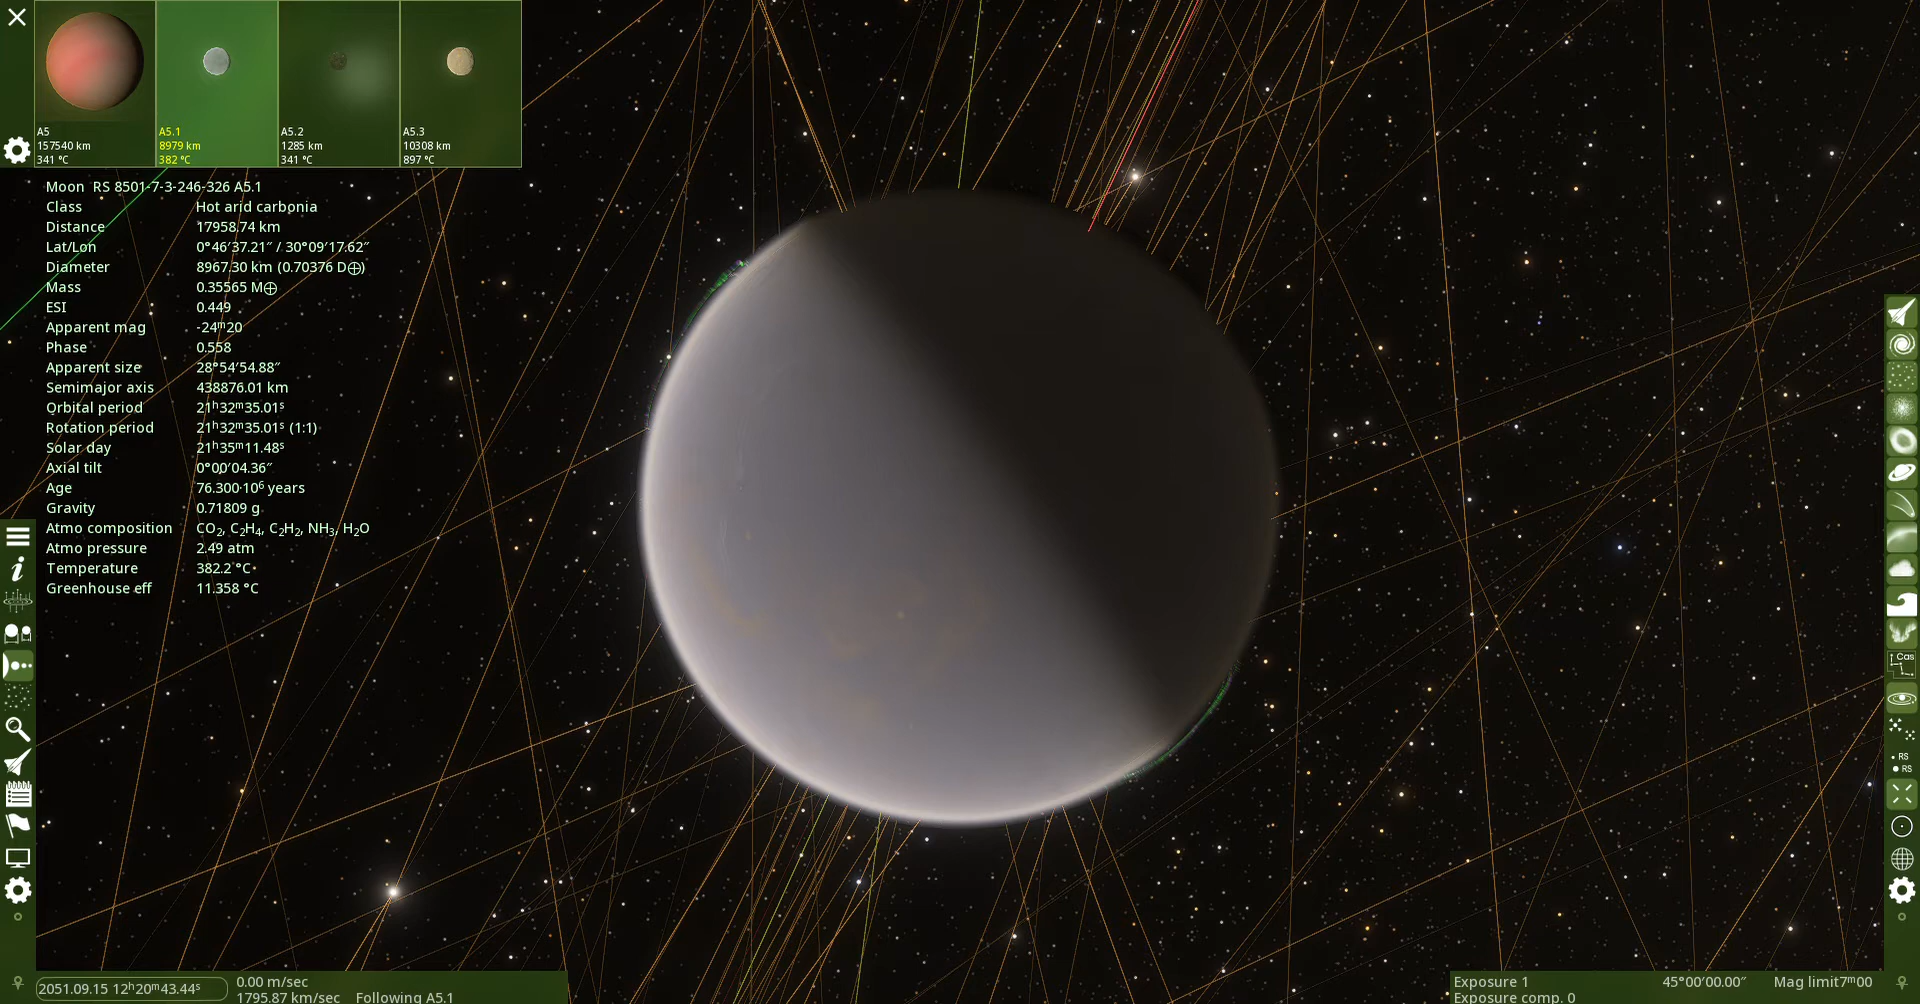 A5
157540 km
341 °C
A5.1
8979 km
382 °C
A5.2
1285 km
341 °C
A5.3
10308 km
897 °C
Moon RS 8501-7-3-246-326 A5.1
Class Hot arid carbonia
Distance 17958.74 km
Lat/Lon 0°46′37.21″ / 30°09′17.62″
Diameter 8967.30 km (0.70376 D⊕)
Mass 0.35565 M⊕
ESI 0.449
Apparent mag -24ᵐ20
Phase 0.558
Apparent size 28°54′54.88″
Semimajor axis 438876.01 km
Orbital period 21ʰ32ᵐ35.01ˢ
Rotation period 21ʰ32ᵐ35.01ˢ (1:1)
Solar day 21ʰ35ᵐ11.48ˢ
Axial tilt 0°00′04.36″
Age 76.300·10⁶ years
Gravity 0.71809 g
Atmo composition CO₂, C₂H₄, C₂H₂, NH₃, H₂O
Atmo pressure 2.49 atm
Temperature 382.2 °C
Greenhouse eff 11.358 °C
Cas
RS
RS
2051.09.15 12ʰ20ᵐ43.44ˢ
0.00 m/sec
1795.87 km/sec Following A5.1
Exposure 1 45°00′00.00″ Mag limit7ᵐ00
Exposure comp. 0